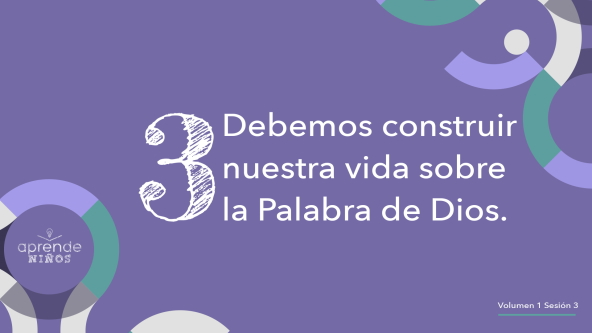 3
Debemos construir
nuestra vida sobre
la Palabra de Dios.
aprende
NIÑOS
Volumen 1 Sesión 3